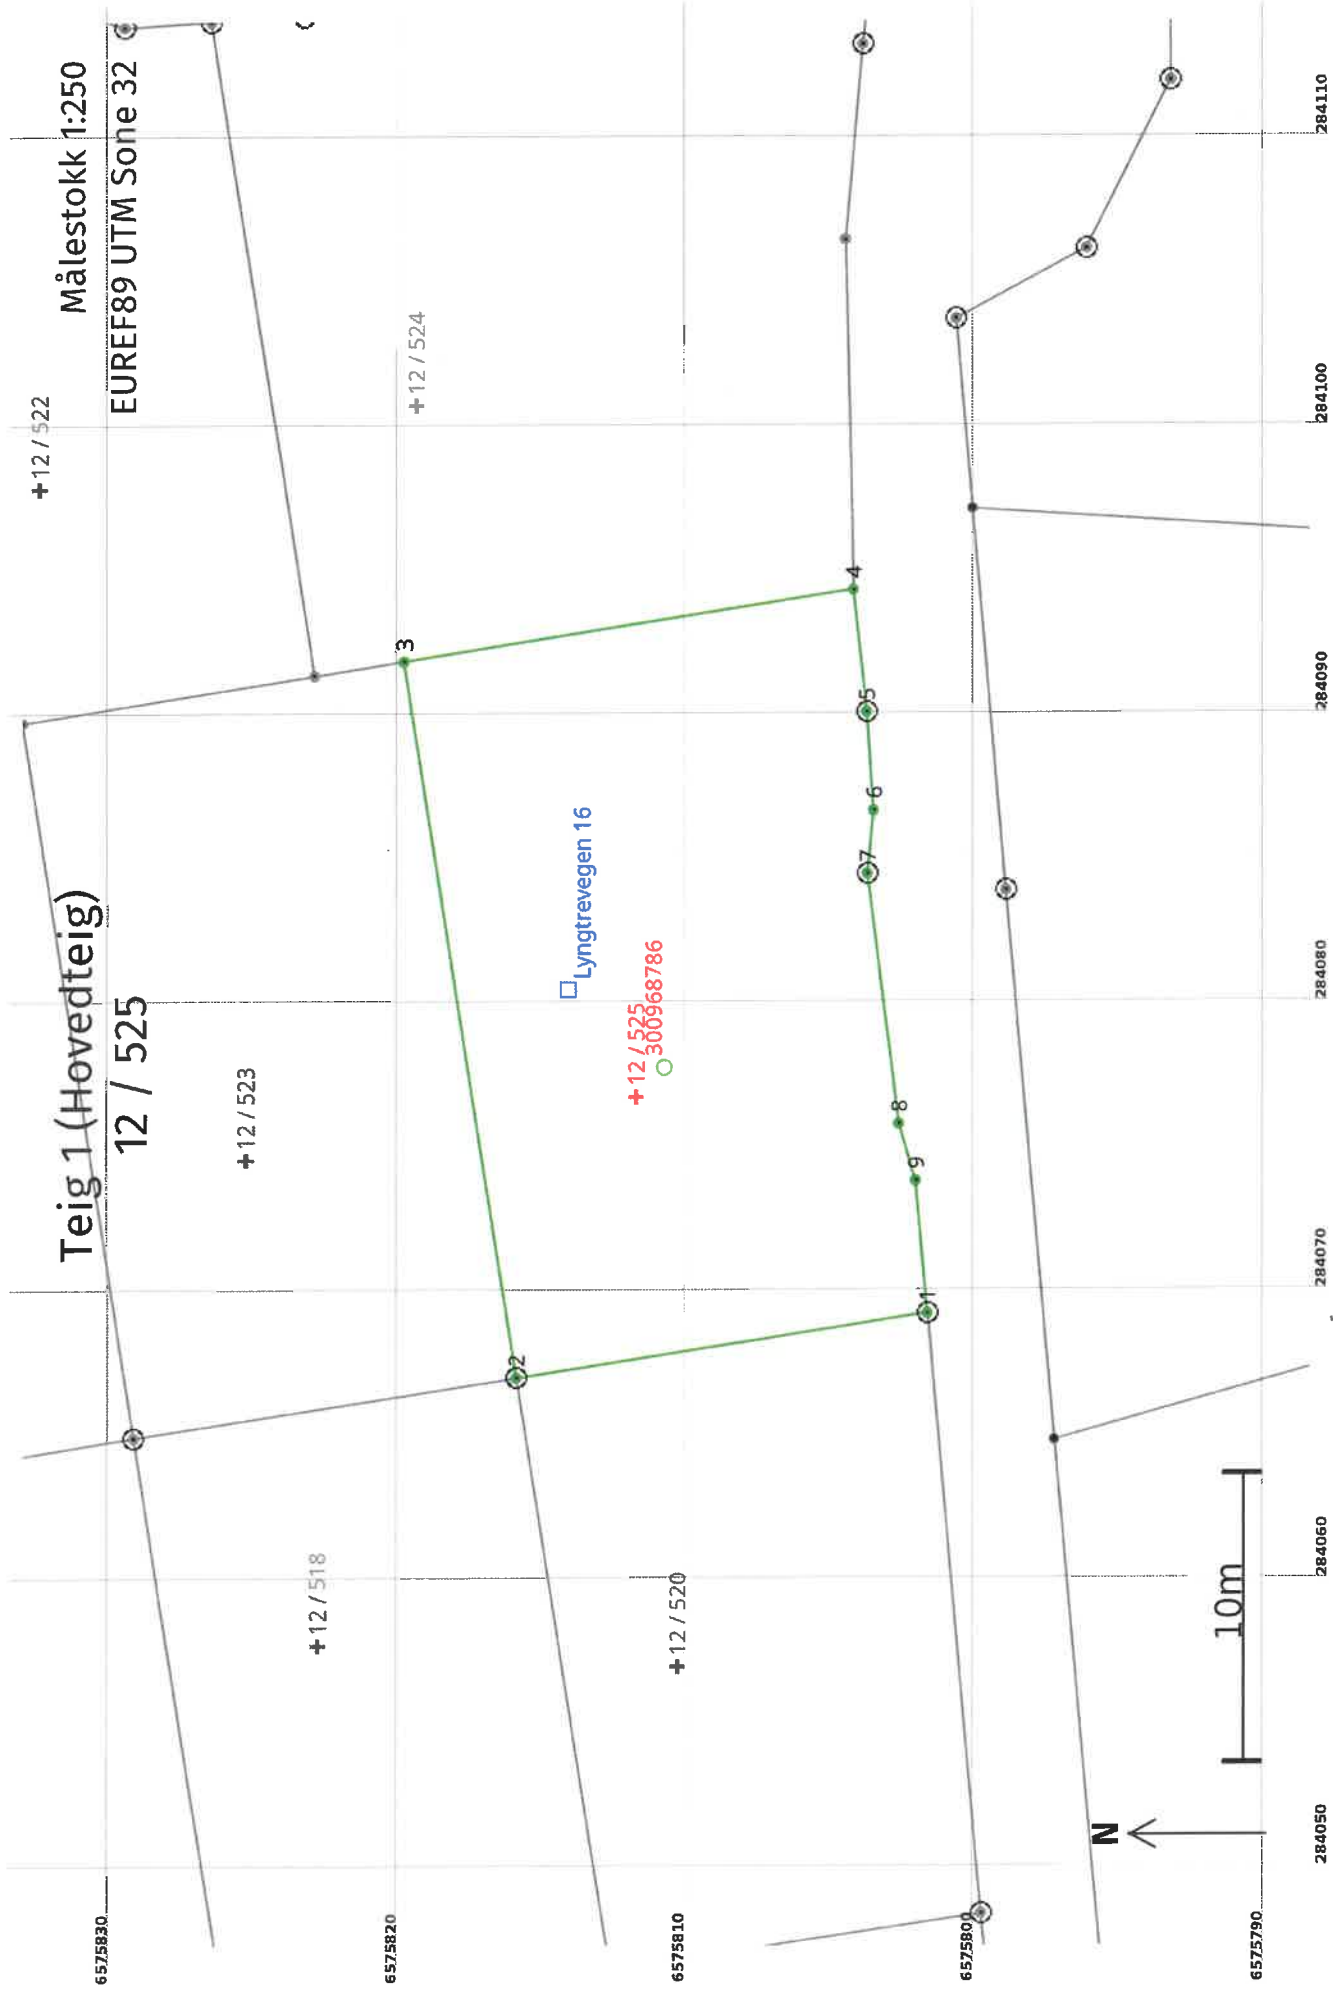 Teig 1 (Hovedteig)
12 / 525
Målestokk 1:250
EUREF89 UTM Sone 32
+12 / 522
+12 / 523
+12 / 524
+12 / 518
+12 / 520
Lyngtrevegen 16
+12 / 525
300968786
1
2
3
4
5
6
7
8
9
6575830
6575820
6575810
6575800
6575790
284050
284060
284070
284080
284090
284100
284110
N
10m